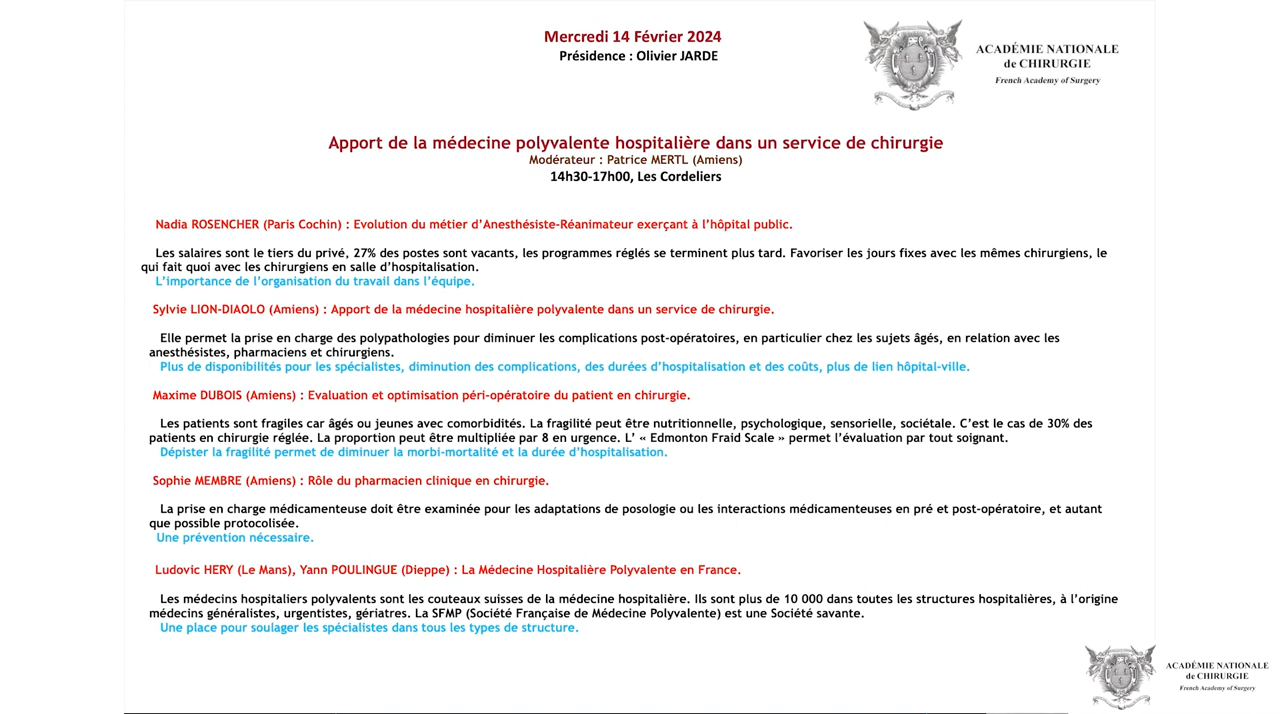 Mercredi 14 Février 2024
Présidence : Olivier JARDE
ACADÉMIE NATIONALE
de CHIRURGIE
French Academy of Surgery
Apport de la médecine polyvalente hospitalière dans un service de chirurgie
Modérateur : Patrice MERTL (Amiens)
14h30-17h00, Les Cordeliers
Nadia ROSENCHER (Paris Cochin) : Evolution du métier d'Anesthésiste-Réanimateur exerçant à l'hôpital public.
Les salaires sont le tiers du privé, 27% des postes sont vacants, les programmes réglés se terminent plus tard. Favoriser les jours fixes avec les mêmes chirurgiens, le
qui fait quoi avec les chirurgiens en salle d'hospitalisation.
L'importance de l'organisation du travail dans l'équipe.
Sylvie LION-DIAOLO (Amiens) : Apport de la médecine hospitalière polyvalente dans un service de chirurgie.
Elle permet la prise en charge des polypathologies pour diminuer les complications post-opératoires, en particulier chez les sujets âgés, en relation avec les
anesthésistes, pharmaciens et chirurgiens.
Plus de disponibilités pour les spécialistes, diminution des complications, des durées d'hospitalisation et des coûts, plus de lien hôpital-ville.
Maxime DUBOIS (Amiens) : Evaluation et optimisation péri-opératoire du patient en chirurgie.
Les patients sont fragiles car âgés ou jeunes avec comorbidités. La fragilité peut être nutritionnelle, psychologique, sensorielle, sociétale. C'est le cas de 30% des
patients en chirurgie réglée. La proportion peut être multipliée par 8 en urgence. L' « Edmonton Fraid Scale » permet l'évaluation par tout soignant.
Dépister la fragilité permet de diminuer la morbi-mortalité et la durée d'hospitalisation.
Sophie MEMBRE (Amiens) : Rôle du pharmacien clinique en chirurgie.
La prise en charge médicamenteuse doit être examinée pour les adaptations de posologie ou les interactions médicamenteuses en pré et post-opératoire, et autant
que possible protocolisée.
Une prévention nécessaire.
Ludovic HERY (Le Mans), Yann POULINGUE (Dieppe) : La Médecine Hospitalière Polyvalente en France.
Les médecins hospitaliers polyvalents sont les couteaux suisses de la médecine hospitalière. Ils sont plus de 10 000 dans toutes les structures hospitalières, à l'origine
médecins généralistes, urgentistes, gériatres. La SFMP (Société Française de Médecine Polyvalente) est une Société savante.
Une place pour soulager les spécialistes dans tous les types de structure.
ACADÉMIE NATIONALE
de CHIRURGIE
French Academy of Surgery